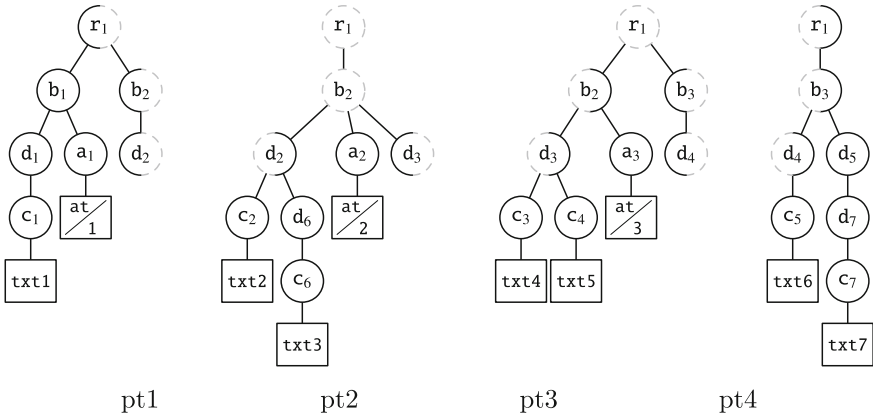 r1 r1 r1 r1
b1 b2 b2 b2 b3 b3
d1 a1 d2 d2 a2 d3 d3 a3 d4 d4 d5
c1 at/1 c2 d6 at/2 c3 c4 at/3 c5 d7
txt1 txt2 c6 txt4 txt5 txt6 c7
txt3 txt7
pt1 pt2 pt3 pt4